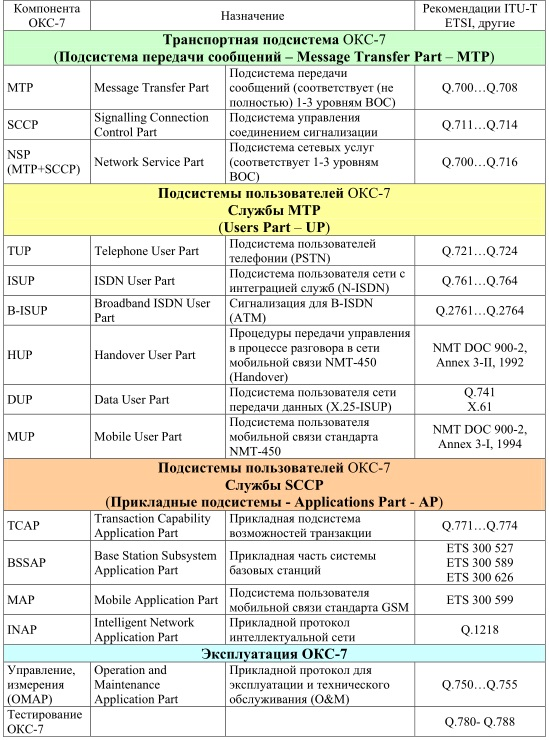 Компонента ОКС-7 Назначение Рекомендации ITU-T ETSI, другие
Транспортная подсистема ОКС-7
(Подсистема передачи сообщений – Message Transfer Part – MTP)
MTP Message Transfer Part Подсистема передачи
сообщений (соответствует (не
полностью) 1-3 уровням ВОС) Q.700…Q.708
SCCP Signalling Connection
Control Part Подсистема управления
соединением сигнализации Q.711…Q.714
NSP
(MTP+SCCP) Network Service Part Подсистема сетевых услуг
(соответствует 1-3 уровням
ВОС) Q.700…Q.716
Подсистемы пользователей ОКС-7
Службы MTP
(Users Part – UP)
TUP Telephone User Part Подсистема пользователей
телефонии (PSTN) Q.721…Q.724
ISUP ISDN User Part Подсистема пользователя сети с
интеграцией служб (N-ISDN) Q.761…Q.764
B-ISUP Broadband ISDN User
Part Сигнализация для B-ISDN
(ATM) Q.2761…Q.2764
HUP Handover User Part Процедуры передачи управления
в процессе разговора в сети
мобильной связи NMT-450
(Handover) NMT DOC 900-2,
Annex 3-II, 1992
DUP Data User Part Подсистема пользователя сети
передачи данных (X.25-ISUP) Q.741
X.61
MUP Mobile User Part Подсистема пользователя
мобильной связи стандарта
NMT-450 NMT DOC 900-2,
Annex 3-I, 1994
Подсистемы пользователей ОКС-7
Службы SCCP
(Прикладные подсистемы - Applications Part - AP)
TCAP Transaction Capability
Application Part Прикладная подсистема
возможностей транзакции Q.771…Q.774
BSSAP Base Station Subsystem
Application Part Прикладная часть системы
базовых станций ETS 300 527
ETS 300 589
ETS 300 626
MAP Mobile Application Part Подсистема пользователя
мобильной связи стандарта GSM ETS 300 599
INAP Intelligent Network
Application Part Прикладной протокол
интеллектуальной сети Q.1218
Эксплуатация ОКС-7
Управление,
измерения
(OMAP) Operation and
Maintenance
Application Part Прикладной протокол для
эксплуатации и технического
обслуживания (O&M) Q.750…Q.755
Тестирование
ОКС-7 Q.780- Q.788